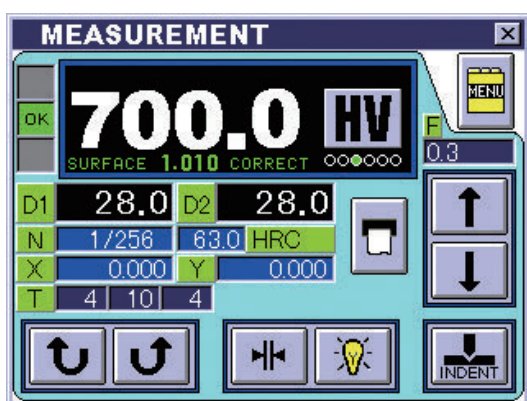 MEASUREMENT
MENU
OK
700.0 HV
SURFACE 1.010 CORRECT
F
0.3
D1 28.0 D2 28.0
N 1/256 63.0 HRC
X 0.000 Y 0.000
T 4 10 4
INDENT